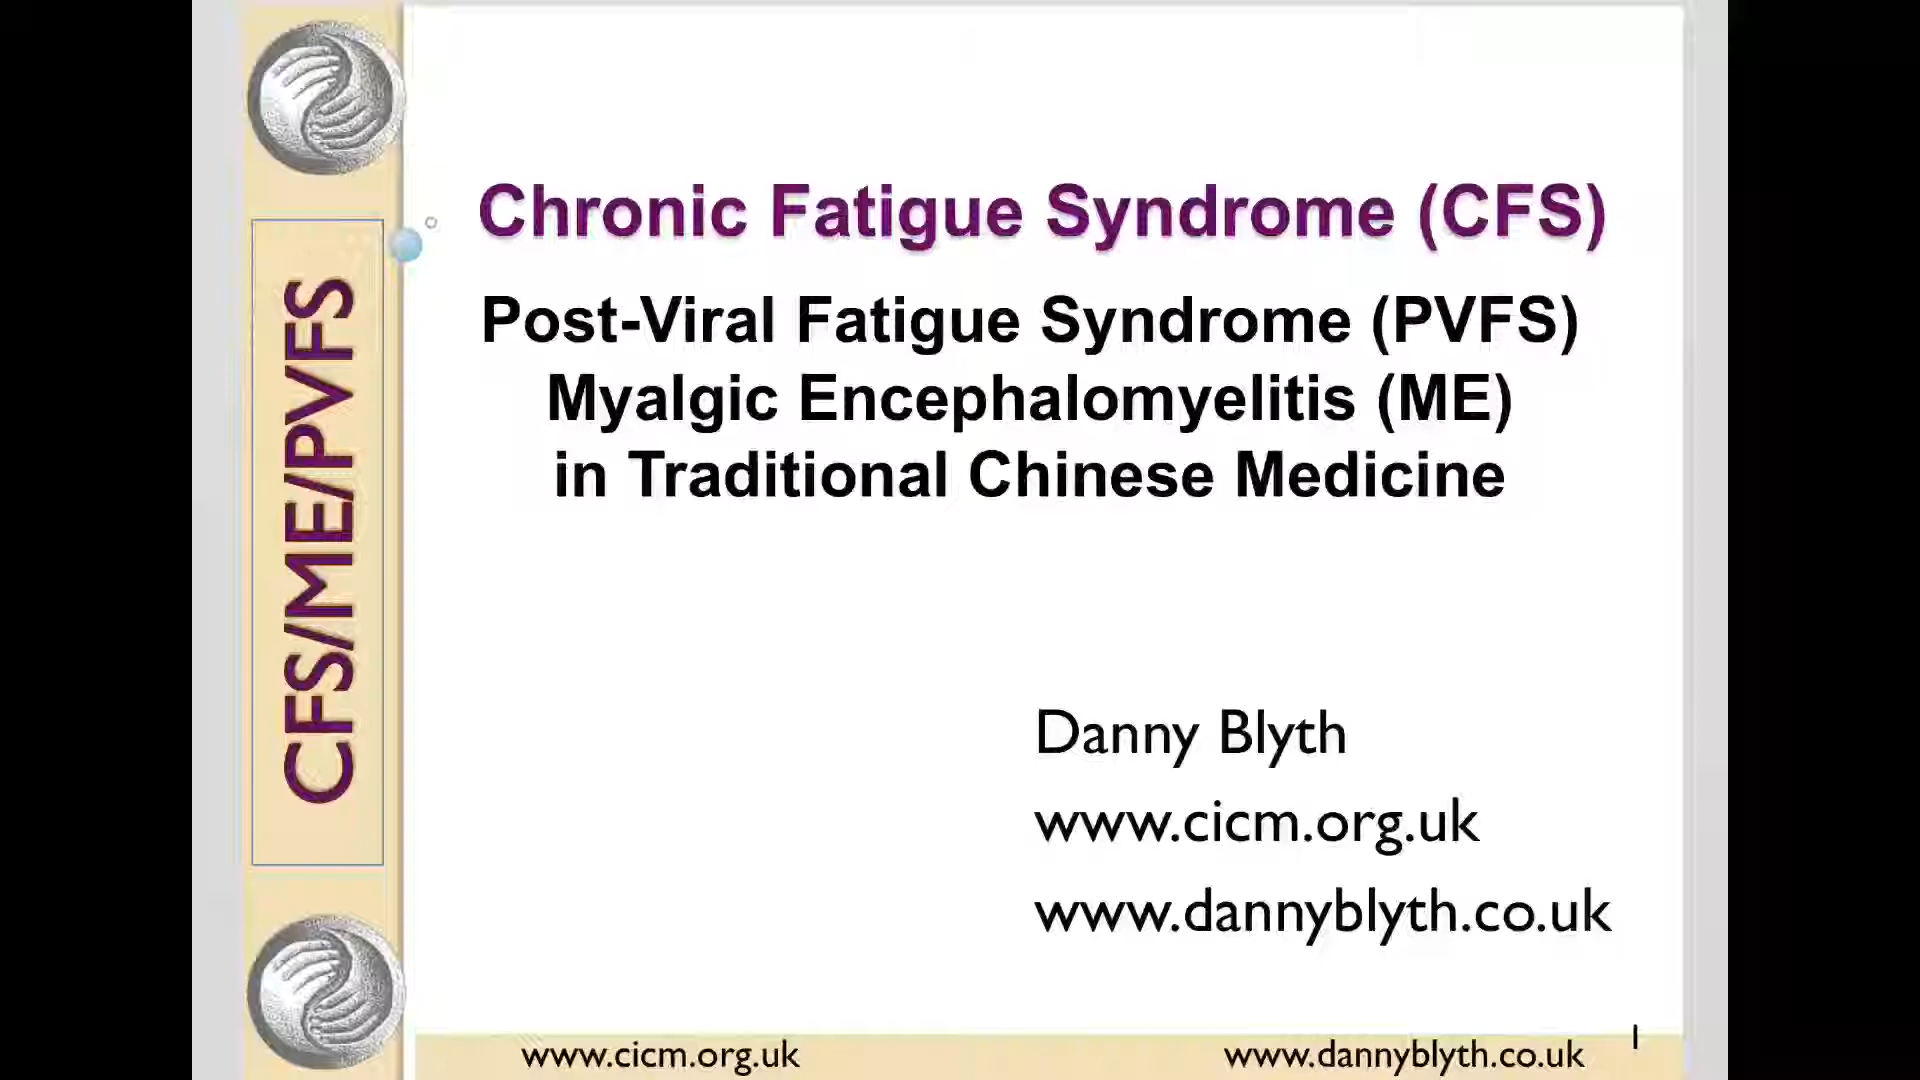 CFS/ME/PVFS
Chronic Fatigue Syndrome (CFS)
Post-Viral Fatigue Syndrome (PVFS)
Myalgic Encephalomyelitis (ME)
in Traditional Chinese Medicine
Danny Blyth
www.cicm.org.uk
www.dannyblyth.co.uk
www.cicm.org.uk
www.dannyblyth.co.uk
1